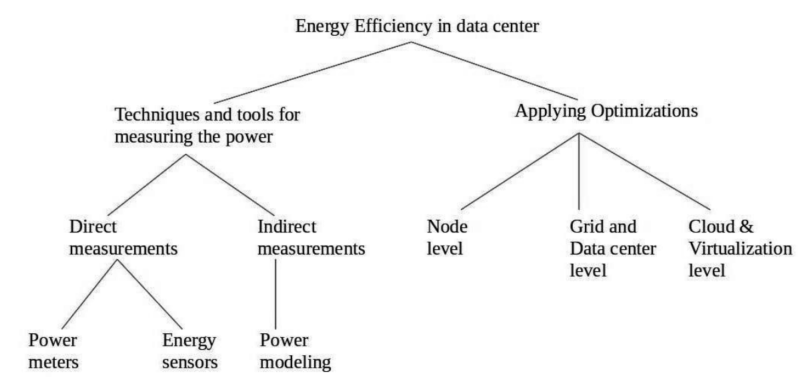 Energy Efficiency in data center
Techniques and tools for
measuring the power
Applying Optimizations
Direct
measurements
Indirect
measurements
Node
level
Grid and
Data center
level
Cloud &
Virtualization
level
Power
meters
Energy
sensors
Power
modeling